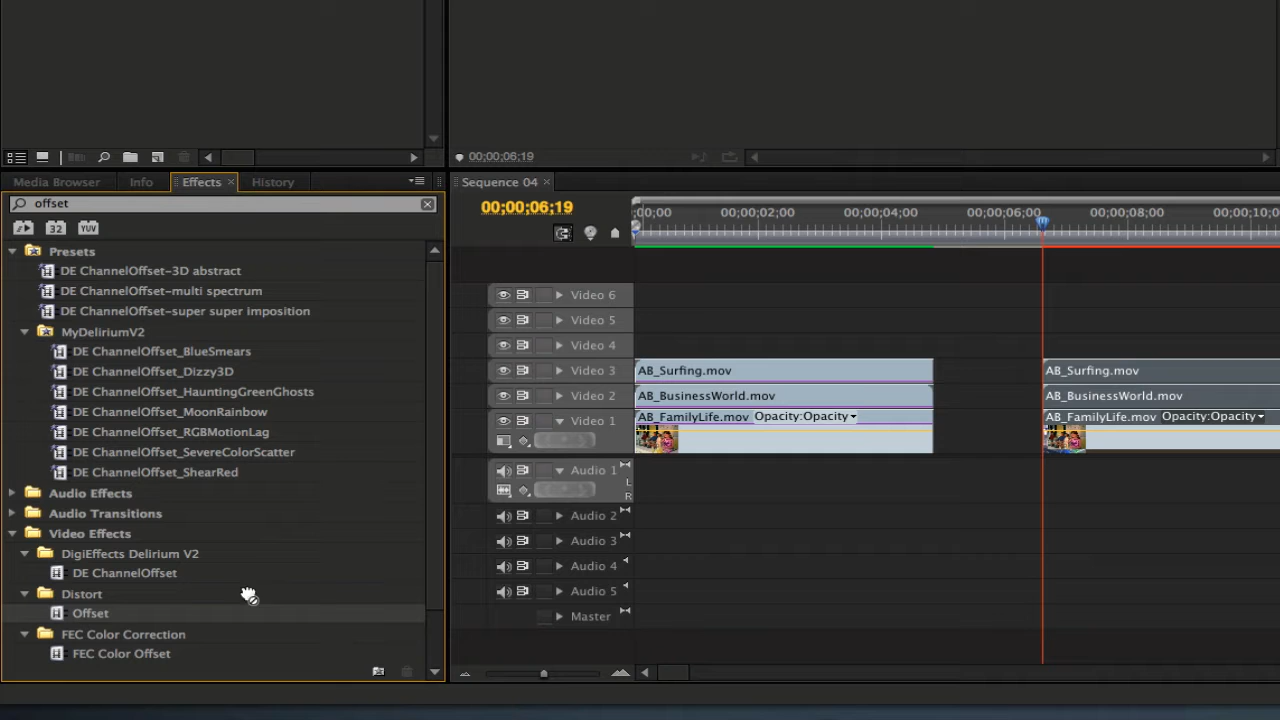 00;00;06;19
Media Browser Info Effects × History
Sequence 04 ×
offset
00;00;06;19
;00;00 00;00;02;00 00;00;04;00 00;00;06;00 00;00;08;00 00;00;10;0
32 YUV
Presets
DE ChannelOffset-3D abstract
DE ChannelOffset-multi spectrum
DE ChannelOffset-super super imposition
MyDeliriumV2
DE ChannelOffset_BlueSmears
DE ChannelOffset_Dizzy3D
DE ChannelOffset_HauntingGreenGhosts
DE ChannelOffset_MoonRainbow
DE ChannelOffset_RGBMotionLag
DE ChannelOffset_SevereColorScatter
DE ChannelOffset_ShearRed
Audio Effects
Audio Transitions
Video Effects
DigiEffects Delirium V2
DE ChannelOffset
Distort
Offset
FEC Color Correction
FEC Color Offset
Video 6
Video 5
Video 4
Video 3 AB_Surfing.mov AB_Surfing.mov
Video 2 AB_BusinessWorld.mov AB_BusinessWorld.mov
Video 1 AB_FamilyLife.mov Opacity:Opacity AB_FamilyLife.mov Opacity:Opacity
Audio 1
L
R
Audio 2
Audio 3
Audio 4
Audio 5
Master